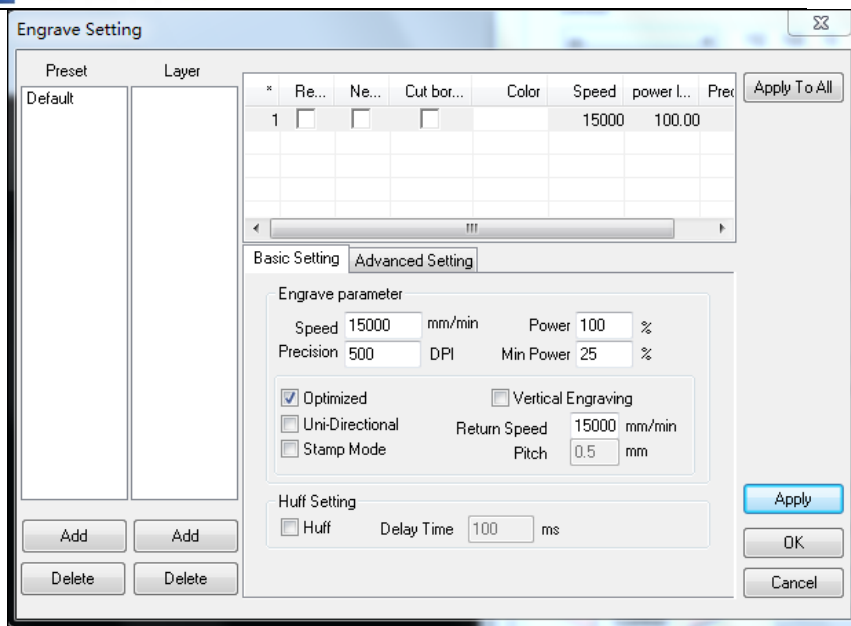 Engrave Setting
Preset Layer
Default
* Re... Ne... Cut bor... Color Speed power l... Prec
1 15000 100.00
Apply To All
Basic Setting Advanced Setting
Engrave parameter
Speed 15000 mm/min Power 100 %
Precision 500 DPI Min Power 25 %
Optimized Vertical Engraving
Uni-Directional Return Speed 15000 mm/min
Stamp Mode Pitch 0.5 mm
Huff Setting
Huff Delay Time 100 ms
Add Add
Delete Delete
Apply
OK
Cancel